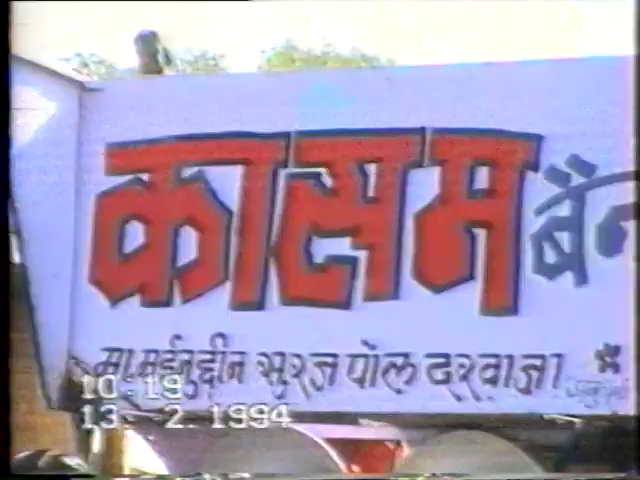 कासम बैन
मा. मईनुद्दीन सुरज पोल दरवाजा
10:19
13. 2.1994